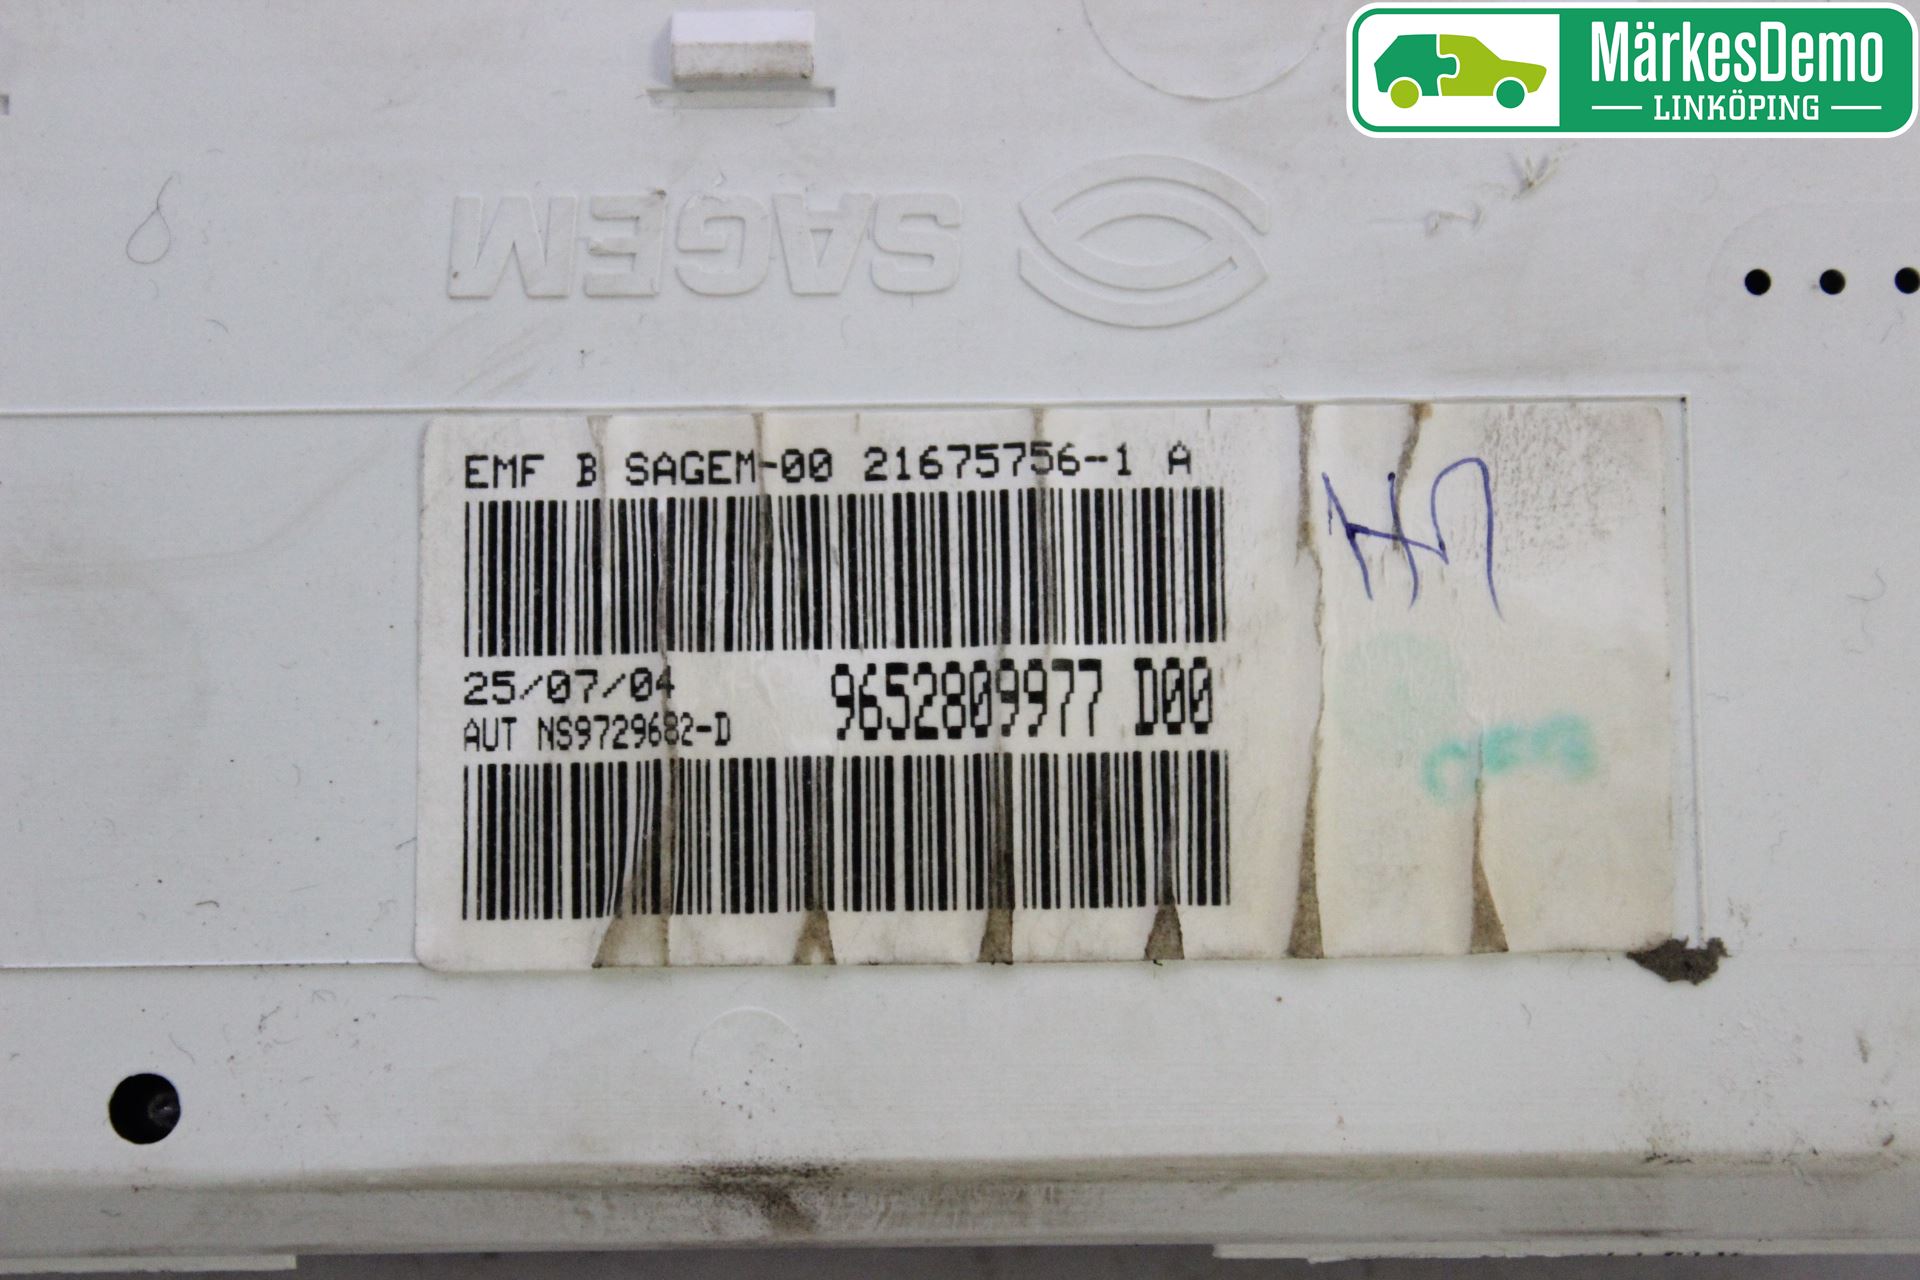 MärkesDemo
LINKÖPING
SAGEM
EMF B SAGEM-00 21675756-1 A
25/07/04
9652809977 D00
AUT NS9729682-D